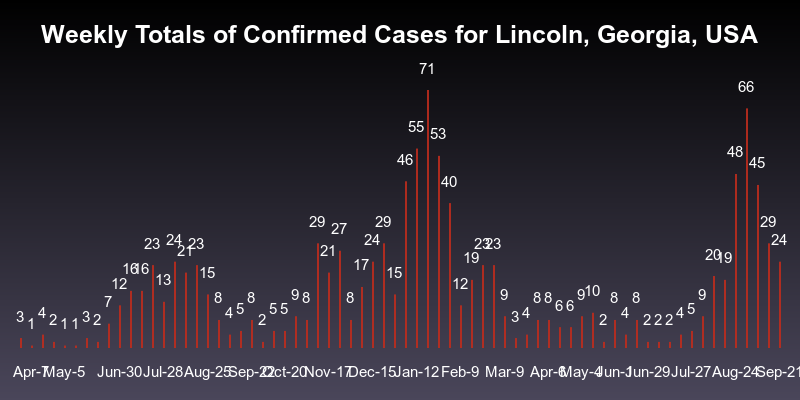 Weekly Totals of Confirmed Cases for Lincoln, Georgia, USA
3 1 4 2 1 1 3 2 7 12 16 16 23 13 24 21 23 15 8 4 5 8 2 5 5 9 8 29 21 27 8 17 24 29 15 46 55 71 53 40 12 19 23 23 9 3 4 8 8 6 6 9 10 2 8 4 8 2 2 2 4 5 9 20 19 48 66 45 29 24
Apr-7 May-5 Jun-30 Jul-28 Aug-25 Sep-22 Oct-20 Nov-17 Dec-15 Jan-12 Feb-9 Mar-9 Apr-6 May-4 Jun-1 Jun-29 Jul-27 Aug-24 Sep-21